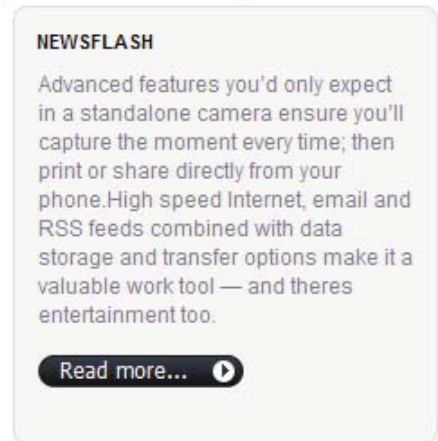 NEWSFLASH
Advanced features you'd only expect
in a standalone camera ensure you'll
capture the moment every time; then
print or share directly from your
phone.High speed Internet, email and
RSS feeds combined with data
storage and transfer options make it a
valuable work tool — and theres
entertainment too.
Read more...